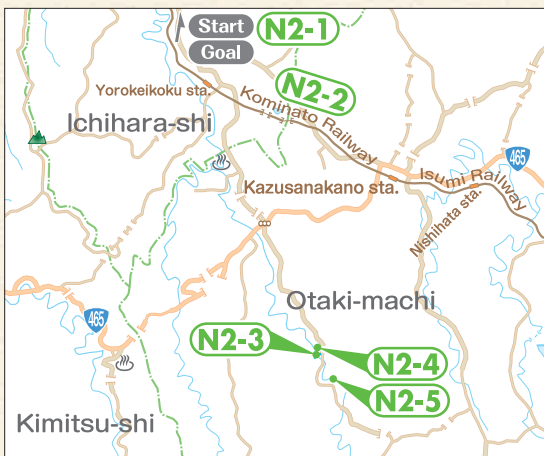 Start
Goal
N2-1
Yorokeikoku sta.
N2-2
Kominato Railway
Ichihara-shi
465
Isumi Railway
Kazusanakano sta.
Nishihata sta.
Otaki-machi
465
N2-3
N2-4
N2-5
Kimitsu-shi